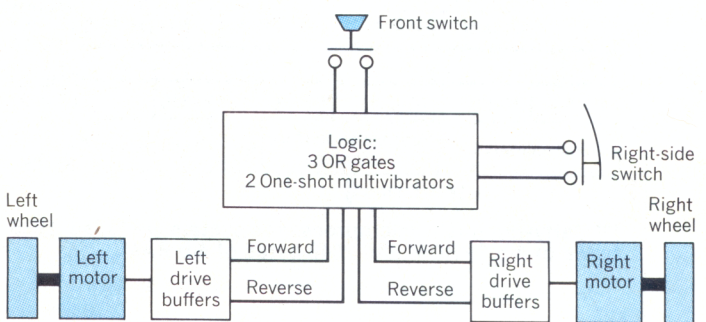 Front switch
Logic:
3 OR gates
2 One-shot multivibrators
Right-side
switch
Left
wheel
Right
wheel
Left
motor
Left
drive
buffers
Forward
Reverse
Forward
Reverse
Right
drive
buffers
Right
motor